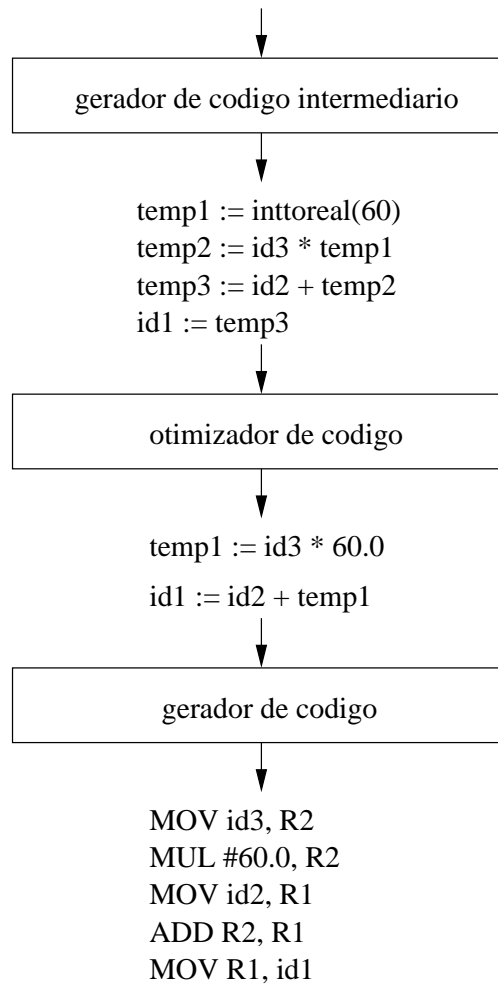 gerador de codigo intermediario
temp1 := inttoreal(60)
temp2 := id3 * temp1
temp3 := id2 + temp2
id1 := temp3
otimizador de codigo
temp1 := id3 * 60.0
id1 := id2 + temp1
gerador de codigo
MOV id3, R2
MUL #60.0, R2
MOV id2, R1
ADD R2, R1
MOV R1, id1